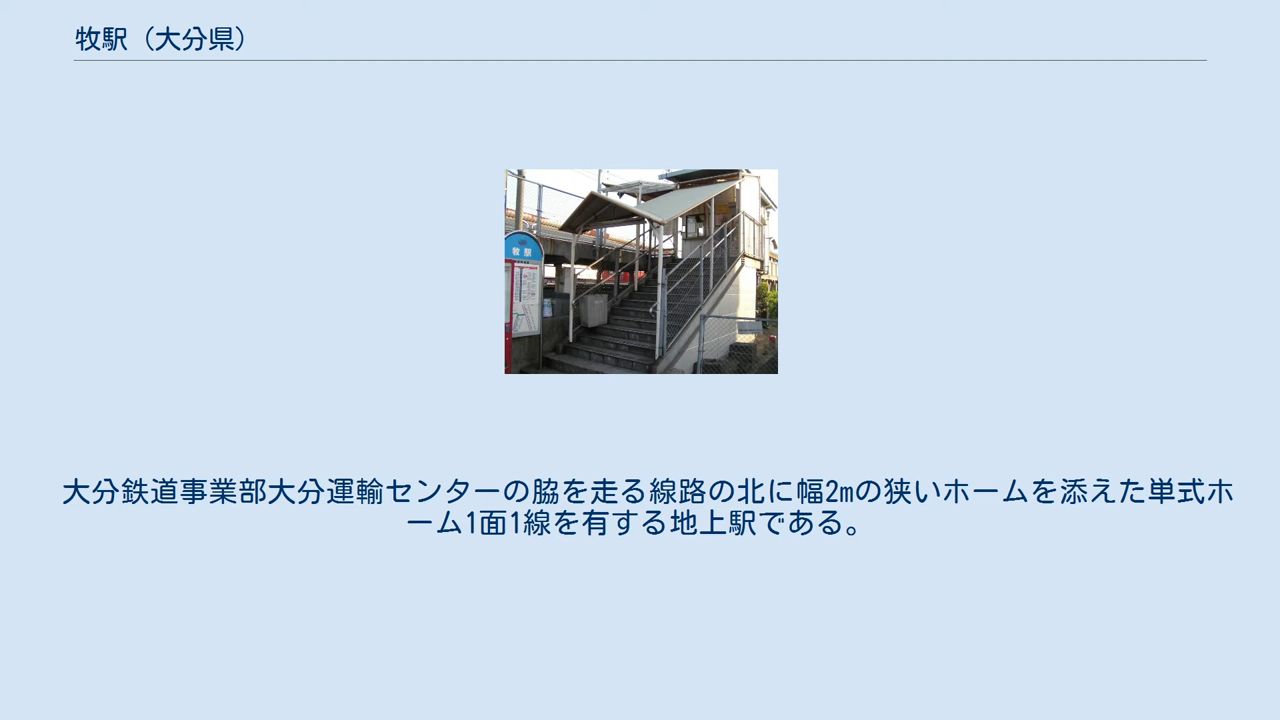 牧駅（大分県）
牧 駅
大分鉄道事業部大分運輸センターの脇を走る線路の北に幅2mの狭いホームを添えた単式ホ
ーム1面1線を有する地上駅である。